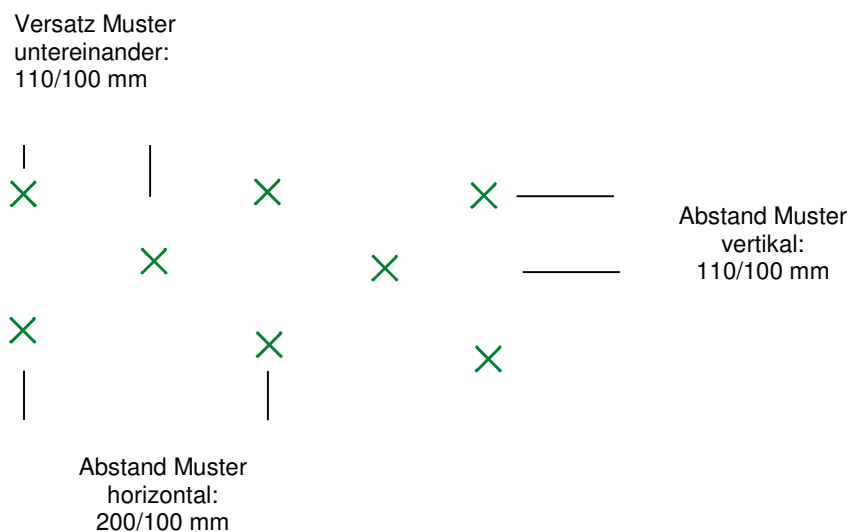 Versatz Muster
untereinander:
110/100 mm
Abstand Muster
vertikal:
110/100 mm
Abstand Muster
horizontal:
200/100 mm